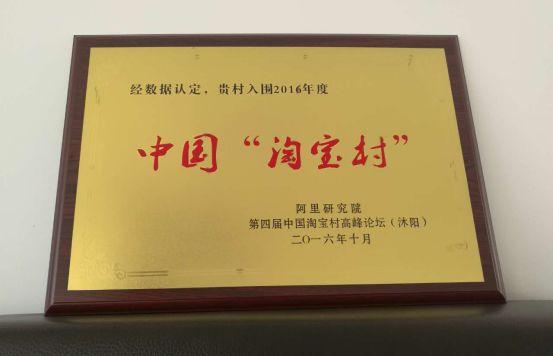 经数据认定，贵村入围2016年度
中国“淘宝村”
阿里研究院
第四届中国淘宝村高峰论坛（沭阳）
二〇一六年十月